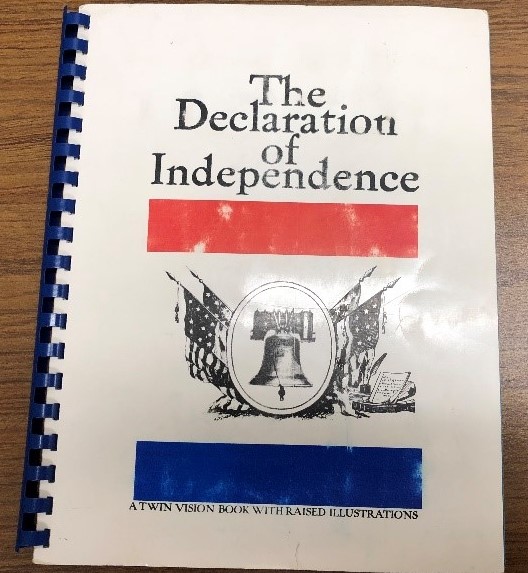 The
Declaration
of
Independence
A TWIN VISION BOOK WITH RAISED ILLUSTRATIONS